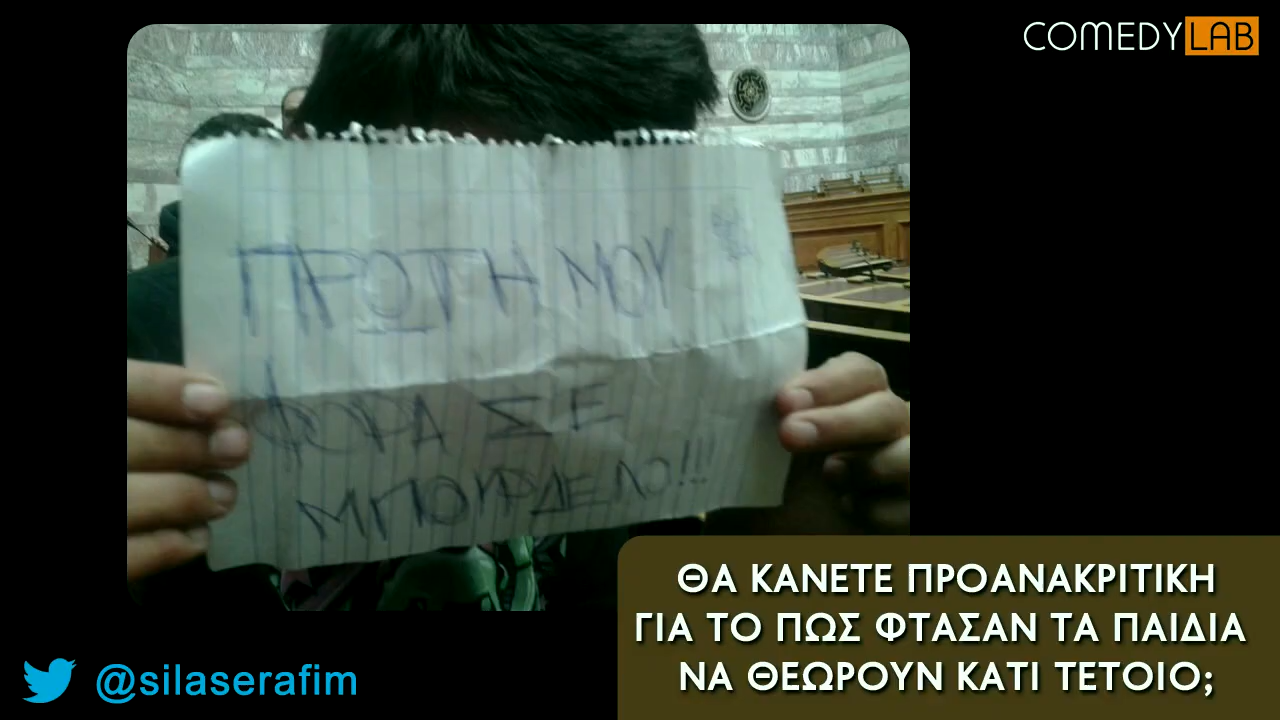 COMEDYLAB
ΠΡΩΤΗ ΜΟΥ
ΦΟΡΑ ΣΕ
ΜΠΟΥΡΔΕΛΟ!!!
ΘΑ ΚΑΝΕΤΕ ΠΡΟΑΝΑΚΡΙΤΙΚΗ
ΓΙΑ ΤΟ ΠΩΣ ΦΤΑΣΑΝ ΤΑ ΠΑΙΔΙΑ
ΝΑ ΘΕΩΡΟΥΝ ΚΑΤΙ ΤΕΤΟΙΟ;
@silaserafim